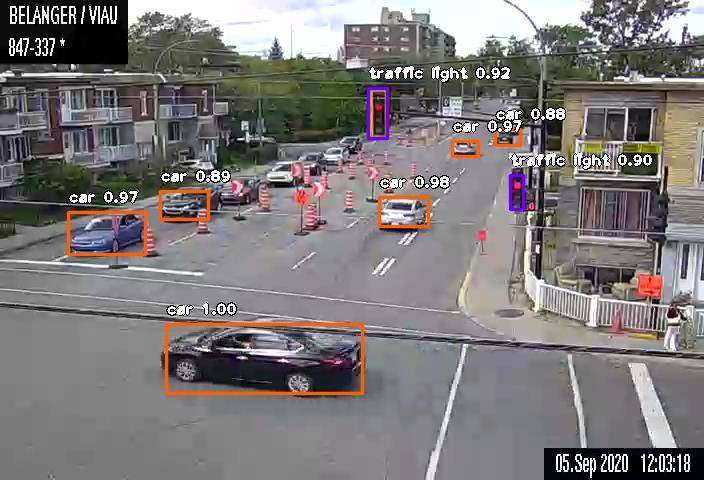 BELANGER / VIAU
847-337 *
traffic light 0.92
car 0.88
car 0.97
traffic light 0.90
car 0.89
car 0.98
car 0.97
car 1.00
05.Sep 2020 12:03:18